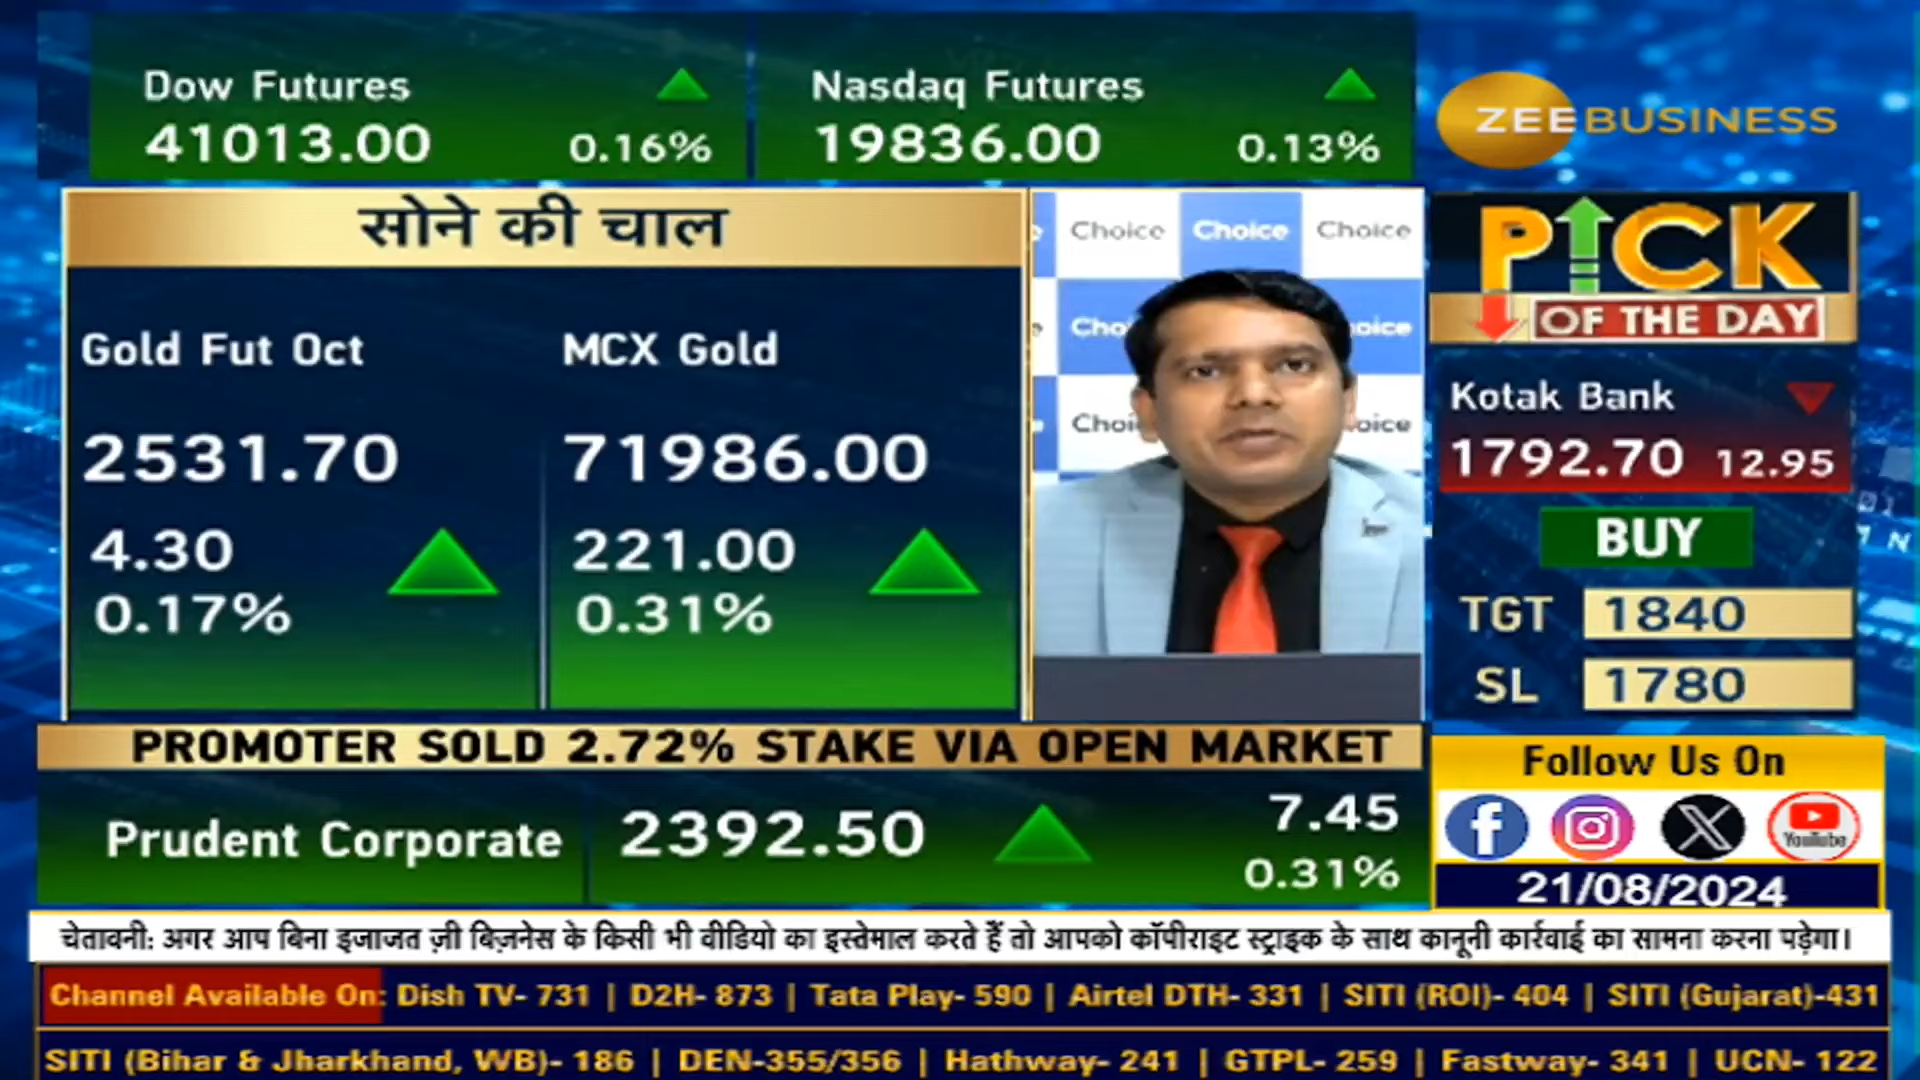 Dow Futures
41013.00 0.16%
Nasdaq Futures
19836.00 0.13%
ZEEBUSINESS
सोने की चाल
Gold Fut Oct
2531.70
4.30
0.17%
MCX Gold
71986.00
221.00
0.31%
Choice Choice Choice
Choice
PICK
OF THE DAY
Kotak Bank
1792.70 12.95
BUY
TGT 1840
SL 1780
PROMOTER SOLD 2.72% STAKE VIA OPEN MARKET
Prudent Corporate 2392.50 7.45
0.31%
Follow Us On
YouTube
21/08/2024
चेतावनी: अगर आप बिना इजाजत ज़ी बिज़नेस के किसी भी वीडियो का इस्तेमाल करते हैं तो आपको कॉपीराइट स्ट्राइक के साथ कानूनी कार्रवाई का सामना करना पड़ेगा।
Channel Available On: Dish TV- 731 | D2H- 873 | Tata Play- 590 | Airtel DTH- 331 | SITI (ROI)- 404 | SITI (Gujarat)-431
SITI (Bihar & Jharkhand, WB)- 186 | DEN-355/356 | Hathway- 241 | GTPL- 259 | Fastway- 341 | UCN- 122